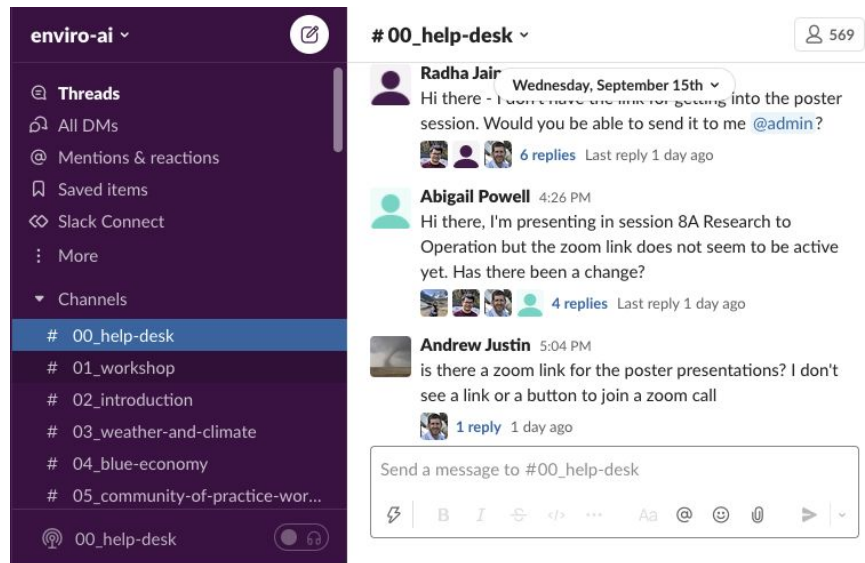 enviro-ai
Threads
All DMs
Mentions & reactions
Saved items
Slack Connect
More
Channels
# 00_help-desk
# 01_workshop
# 02_introduction
# 03_weather-and-climate
# 04_blue-economy
# 05_community-of-practice-wor...
00_help-desk
# 00_help-desk
569
Wednesday, September 15th
Radha Jain
Hi there - I don't have the link for getting into the poster
session. Would you be able to send it to me @admin?
6 replies Last reply 1 day ago
Abigail Powell 4:26 PM
Hi there, I'm presenting in session 8A Research to
Operation but the zoom link does not seem to be active
yet. Has there been a change?
4 replies Last reply 1 day ago
Andrew Justin 5:04 PM
is there a zoom link for the poster presentations? I don't
see a link or a button to join a zoom call
1 reply 1 day ago
Send a message to #00_help-desk
B I S </> ... Aa @